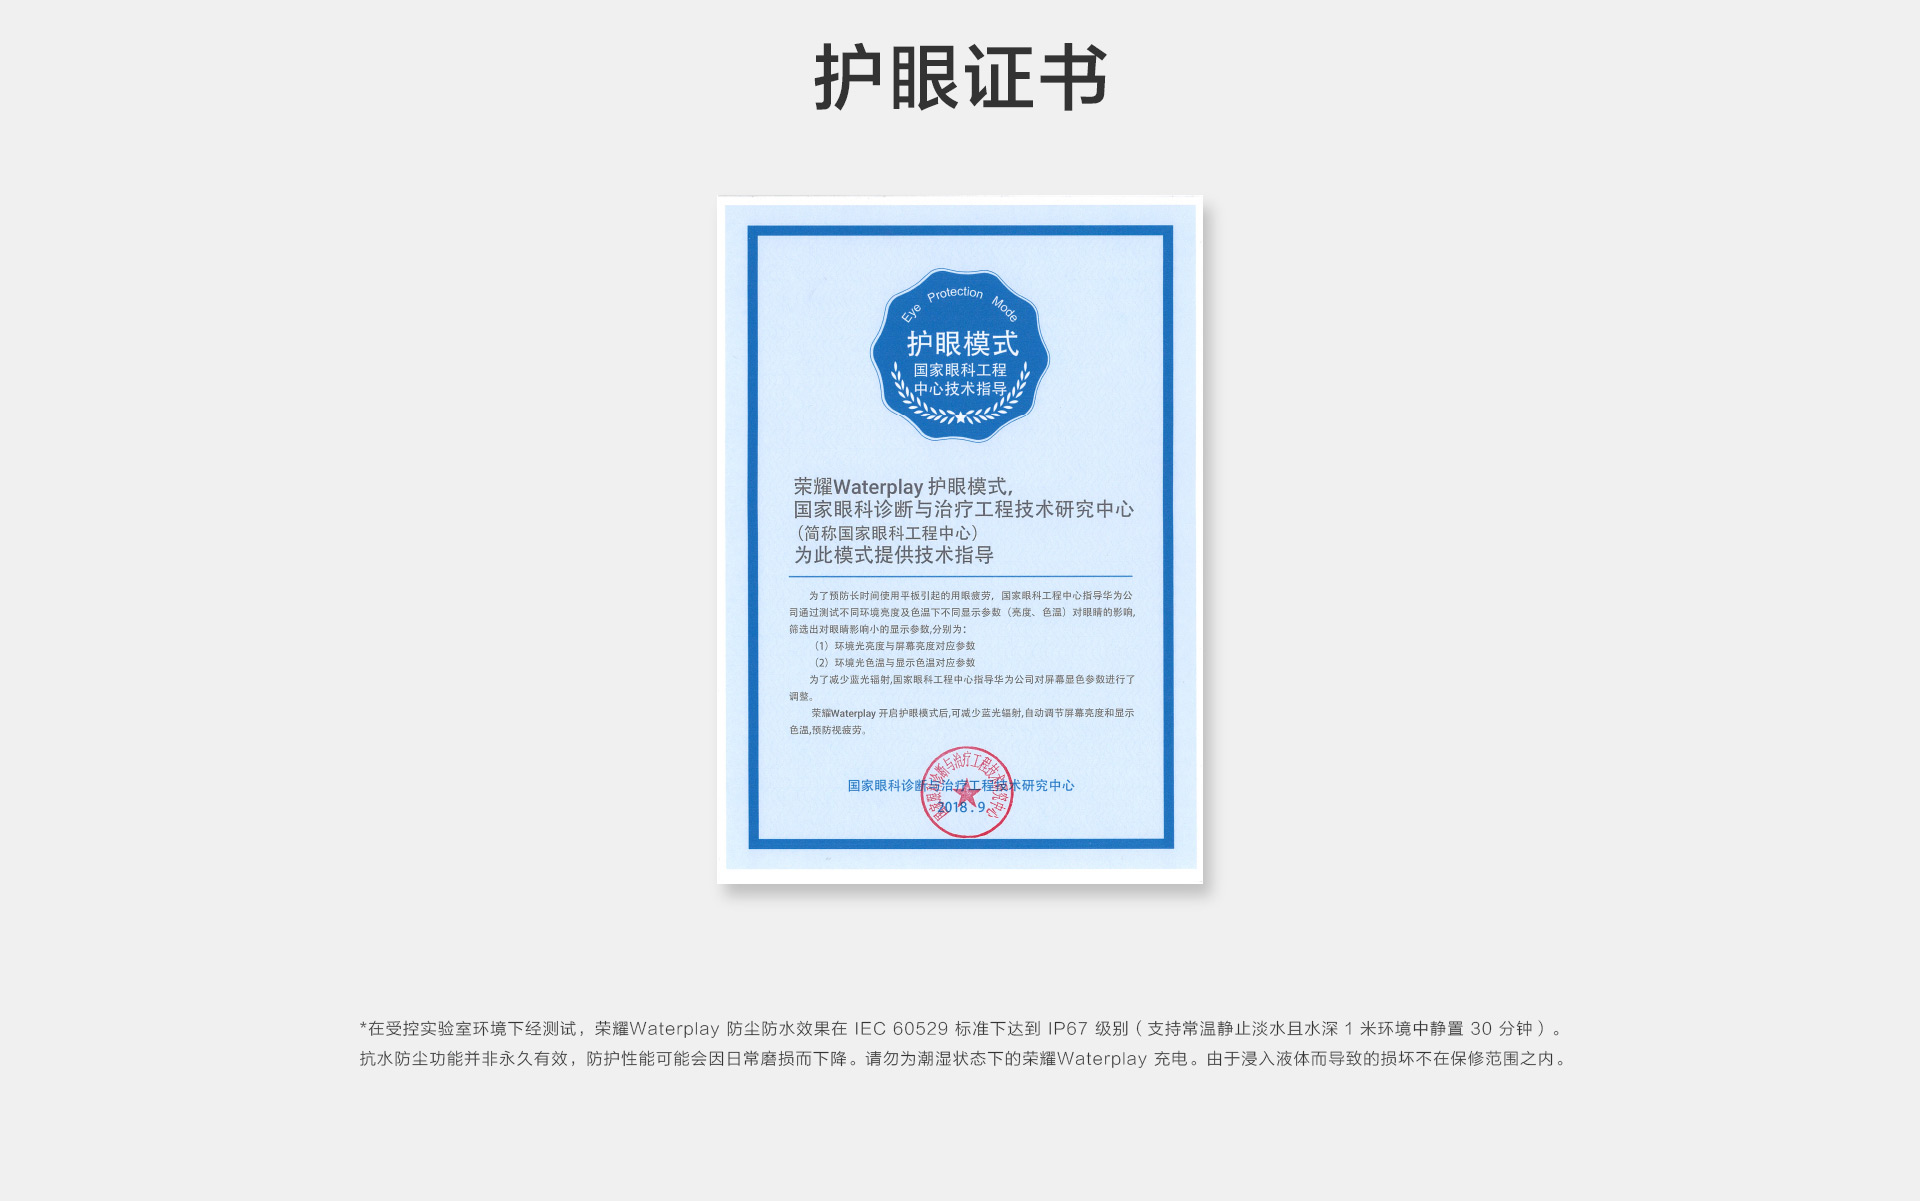 护眼证书
Eye Protection Mode
护眼模式
国家眼科工程
中心技术指导
荣耀Waterplay 护眼模式,
国家眼科诊断与治疗工程技术研究中心
（简称国家眼科工程中心）
为此模式提供技术指导
为了预防长时间使用平板引起的用眼疲劳，国家眼科工程中心指导华为公
司通过测试不同环境亮度及色温下不同显示参数（亮度、色温）对眼睛的影响,
筛选出对眼睛影响小的显示参数,分别为：
（1）环境光亮度与屏幕亮度对应参数
（2）环境光色温与显示色温对应参数
为了减少蓝光辐射,国家眼科工程中心指导华为公司对屏幕显色参数进行了
调整。
荣耀Waterplay 开启护眼模式后,可减少蓝光辐射,自动调节屏幕亮度和显示
色温,预防视疲劳。
国家眼科诊断与治疗工程技术研究中心
国家眼科诊断与治疗工程技术研究中心
2018.9.
*在受控实验室环境下经测试，荣耀Waterplay 防尘防水效果在 IEC 60529 标准下达到 IP67 级别（支持常温静止淡水且水深 1 米环境中静置 30 分钟）。
抗水防尘功能并非永久有效，防护性能可能会因日常磨损而下降。请勿为潮湿状态下的荣耀Waterplay 充电。由于浸入液体而导致的损坏不在保修范围之内。